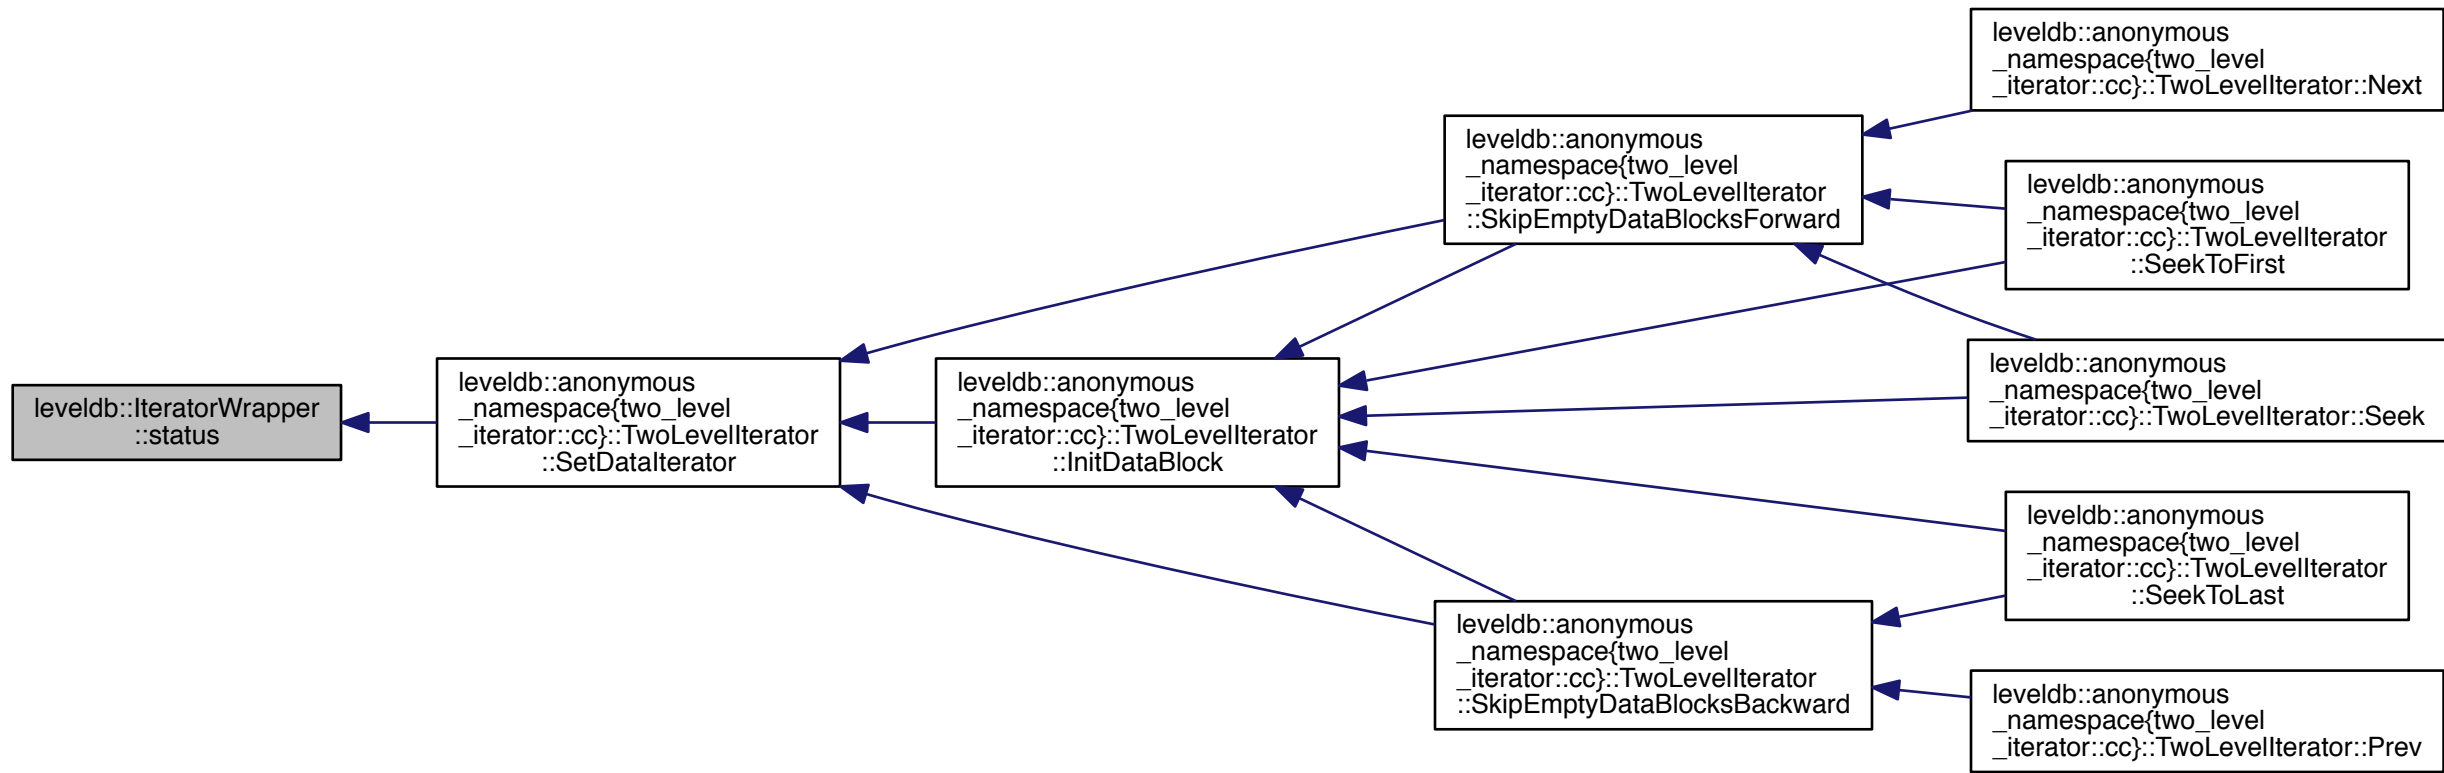 leveldb::IteratorWrapper
::status
leveldb::anonymous
_namespace{two_level
_iterator::cc}::TwoLevelIterator
::SetDataIterator
leveldb::anonymous
_namespace{two_level
_iterator::cc}::TwoLevelIterator
::InitDataBlock
leveldb::anonymous
_namespace{two_level
_iterator::cc}::TwoLevelIterator
::SkipEmptyDataBlocksForward
leveldb::anonymous
_namespace{two_level
_iterator::cc}::TwoLevelIterator
::SkipEmptyDataBlocksBackward
leveldb::anonymous
_namespace{two_level
_iterator::cc}::TwoLevelIterator::Next
leveldb::anonymous
_namespace{two_level
_iterator::cc}::TwoLevelIterator
::SeekToFirst
leveldb::anonymous
_namespace{two_level
_iterator::cc}::TwoLevelIterator::Seek
leveldb::anonymous
_namespace{two_level
_iterator::cc}::TwoLevelIterator
::SeekToLast
leveldb::anonymous
_namespace{two_level
_iterator::cc}::TwoLevelIterator::Prev